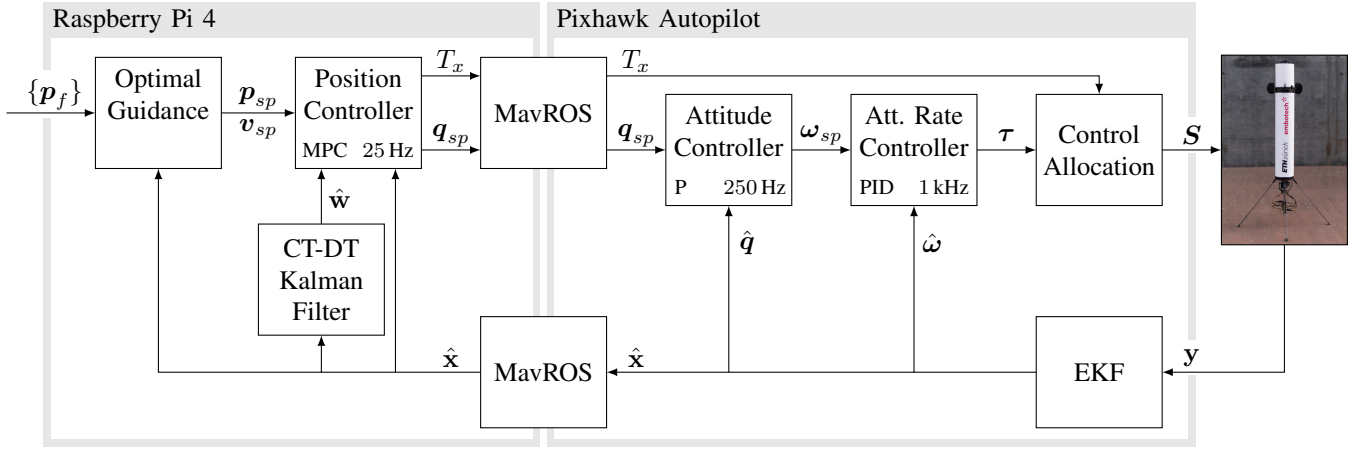 Raspberry Pi 4
Pixhawk Autopilot
{p_f}
Optimal
Guidance
p_sp
v_sp
Position
Controller
MPC 25 Hz
T_x
q_sp
MavROS
T_x
q_sp
Attitude
Controller
P 250 Hz
ω_sp
Att. Rate
Controller
PID 1 kHz
τ
Control
Allocation
S
ETH zürich embotech
ŵ
CT-DT
Kalman
Filter
q̂
ω̂
x̂
MavROS
x̂
EKF
y